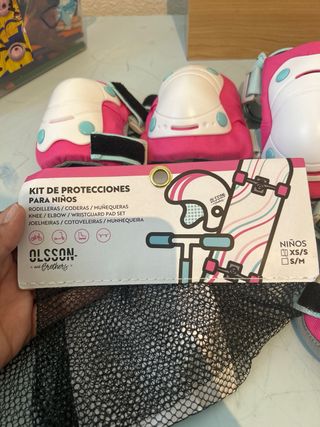 KIT DE PROTECCIONES
PARA NIÑOS
RODILLERAS / CODERAS / MUÑEQUERAS
KNEE / ELBOW / WRISTGUARD PAD SET
JOELHEIRAS / COTOVELEIRAS / MUNHEQUEIRA
OLSSON
and Brothers
OLSSON
NIÑOS
XS/S
S/M